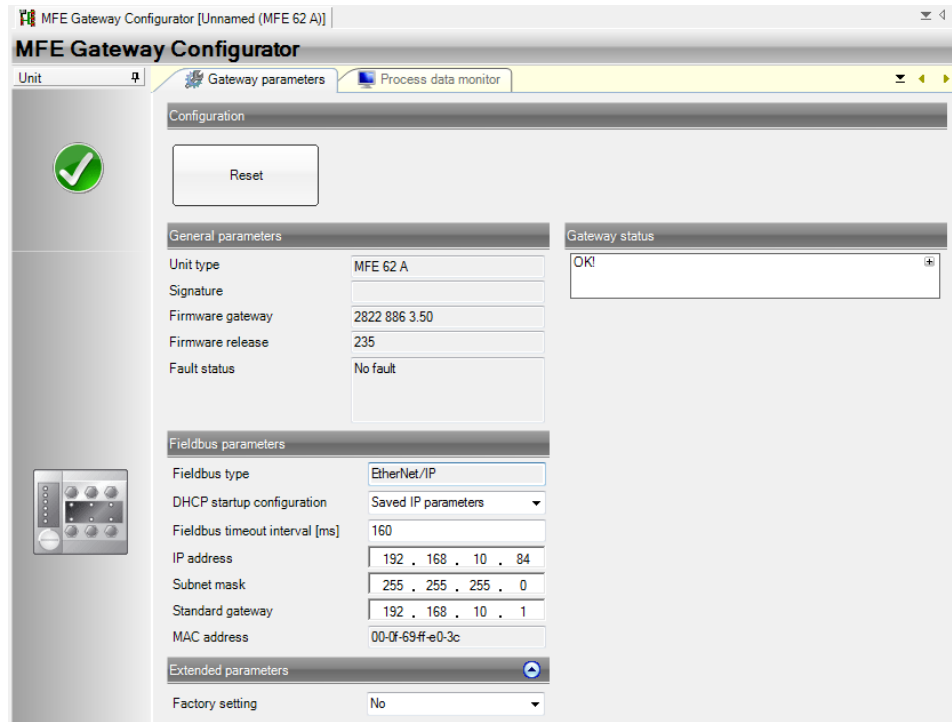 MFE Gateway Configurator [Unnamed (MFE 62 A)]
MFE Gateway Configurator
Unit
Gateway parameters
Process data monitor
Configuration
Reset
General parameters
Gateway status
Unit type
MFE 62 A
OK!
Signature
Firmware gateway
2822 886 3.50
Firmware release
235
Fault status
No fault
Fieldbus parameters
Fieldbus type
EtherNet/IP
DHCP startup configuration
Saved IP parameters
Fieldbus timeout interval [ms]
160
IP address
192 . 168 . 10 . 84
Subnet mask
255 . 255 . 255 . 0
Standard gateway
192 . 168 . 10 . 1
MAC address
00-0f-69-ff-e0-3c
Extended parameters
Factory setting
No